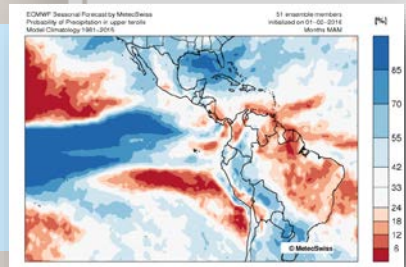 ECMWF Seasonal Forecast by MeteoSwiss
Probability of Precipitation in upper tercile
Model Climatology 1981-2015
51 ensemble members
initialized on 01-02-2016
Months MAM
[%]
85
70
55
42
33
24
18
12
6
© MeteoSwiss